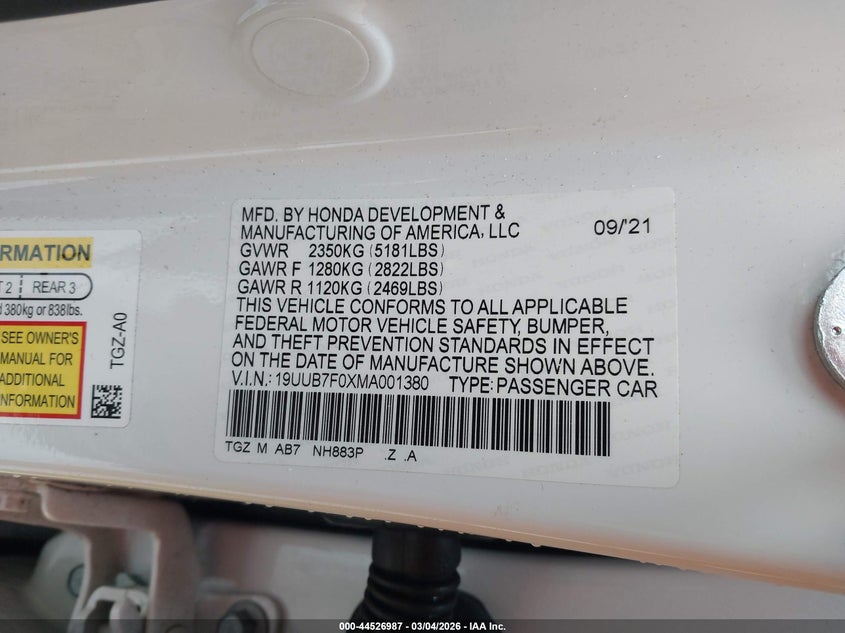 RMATION
T 2 REAR 3
d 380kg or 838lbs.
SEE OWNER'S
MANUAL FOR
ADDITIONAL
NFORMATION
TGZ-A0
MFD. BY HONDA DEVELOPMENT &
MANUFACTURING OF AMERICA, LLC 09/'21
GVWR 2350KG (5181LBS)
GAWR F 1280KG (2822LBS)
GAWR R 1120KG (2469LBS)
THIS VEHICLE CONFORMS TO ALL APPLICABLE
FEDERAL MOTOR VEHICLE SAFETY, BUMPER,
AND THEFT PREVENTION STANDARDS IN EFFECT
ON THE DATE OF MANUFACTURE SHOWN ABOVE.
V.I.N.: 19UUB7F0XMA001380 TYPE: PASSENGER CAR
TGZ M AB7 NH883P .Z .A
000-44526987 - 03/04/2026 - IAA Inc.